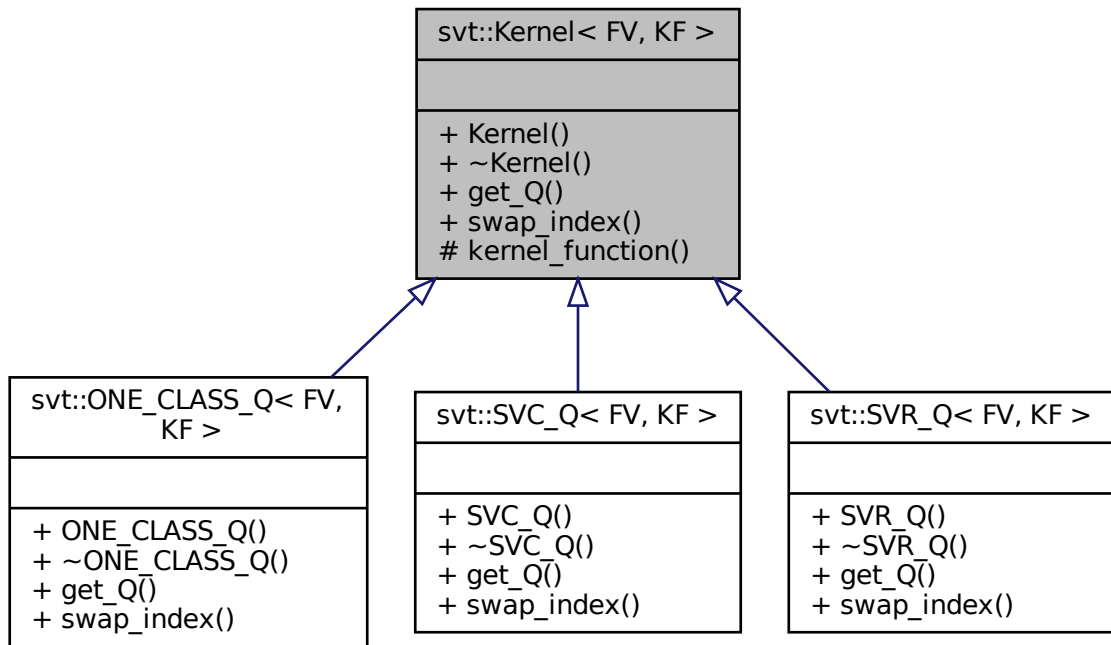 svt::Kernel< FV, KF >
+ Kernel()
+ ~Kernel()
+ get_Q()
+ swap_index()
# kernel_function()
svt::ONE_CLASS_Q< FV,
KF >
+ ONE_CLASS_Q()
+ ~ONE_CLASS_Q()
+ get_Q()
+ swap_index()
svt::SVC_Q< FV, KF >
+ SVC_Q()
+ ~SVC_Q()
+ get_Q()
+ swap_index()
svt::SVR_Q< FV, KF >
+ SVR_Q()
+ ~SVR_Q()
+ get_Q()
+ swap_index()